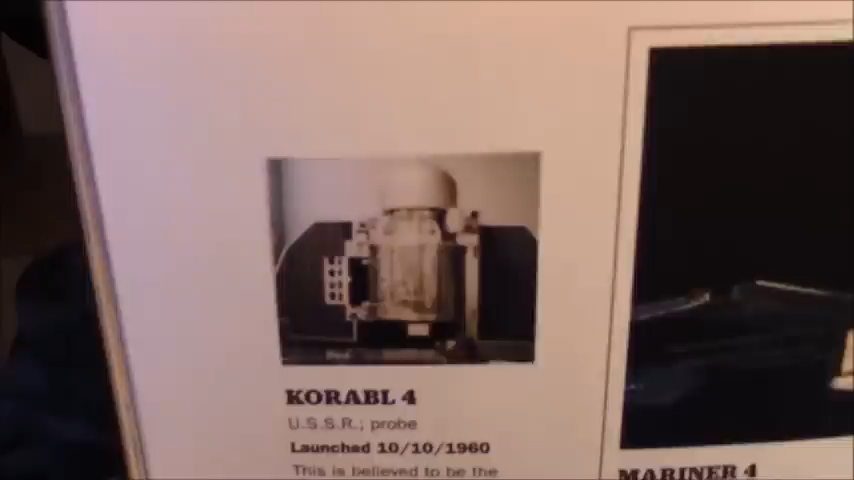 KORABL 4
U.S.S.R.; probe
Launched 10/10/1960
This is believed to be the
MARINER 4